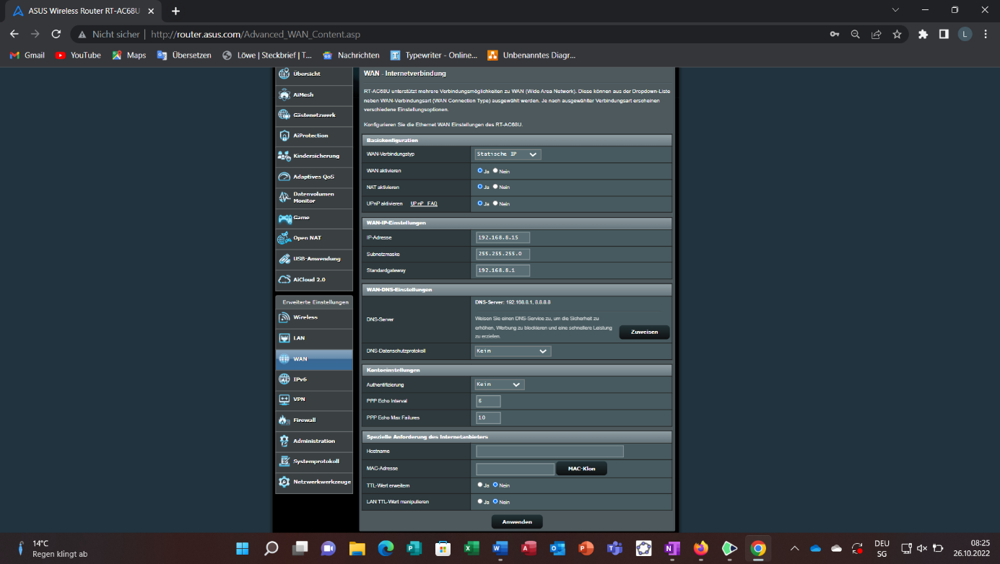 ASUS Wireless Router RT-AC68U
Nicht sicher | http://router.asus.com/Advanced_WAN_Content.asp
L
Gmail
YouTube
Maps
Übersetzen
Löwe | Steckbrief | T...
Nachrichten
Typewriter - Online...
Unbenanntes Diagr...
Übersicht
AiMesh
Gästenetzwerk
AiProtection
Kindersicherung
Adaptives QoS
Datenvolumen
Monitor
Game
Open NAT
USB-Anwendung
AiCloud 2.0
Erweiterte Einstellungen
Wireless
LAN
WAN
IPv6
VPN
Firewall
Administration
Systemprotokoll
Netzwerkwerkzeuge
WAN - Internetverbindung
RT-AC68U unterstützt mehrere Verbindungsmöglichkeiten zu WAN (Wide Area Network). Diese können aus der Dropdown-Liste
neben WAN-Verbindungsart (WAN Connection Type) ausgewählt werden. Je nach ausgewählter Verbindungsart erscheinen
verschiedene Einstellungsoptionen.
Konfigurieren Sie die Ethernet WAN Einstellungen des RT-AC68U.
Basiskonfiguration
WAN-Verbindungstyp Statische IP
WAN aktivieren Ja Nein
NAT aktivieren Ja Nein
UPnP aktivieren UPnP FAQ Ja Nein
WAN-IP-Einstellungen
IP-Adresse 192.168.8.15
Subnetzmaske 255.255.255.0
Standardgateway 192.168.8.1
WAN-DNS-Einstellungen
DNS-Server
DNS-Server: 192.168.8.1, 8.8.8.8
Weisen Sie einen DNS-Service zu, um die Sicherheit zu
erhöhen, Werbung zu blockieren und eine schnellere Leistung
zu erzielen.
Zuweisen
DNS-Datenschutzprotokoll Kein
Kontoeinstellungen
Authentifizierung Kein
PPP Echo Interval 6
PPP Echo Max Failures 10
Spezielle Anforderung des Internetanbieters
Hostname
MAC-Adresse MAC-Klon
TTL-Wert erweitern Ja Nein
LAN TTL-Wert manipulieren Ja Nein
Anwenden
14°C
Regen klingt ab
DEU
SG
08:25
26.10.2022